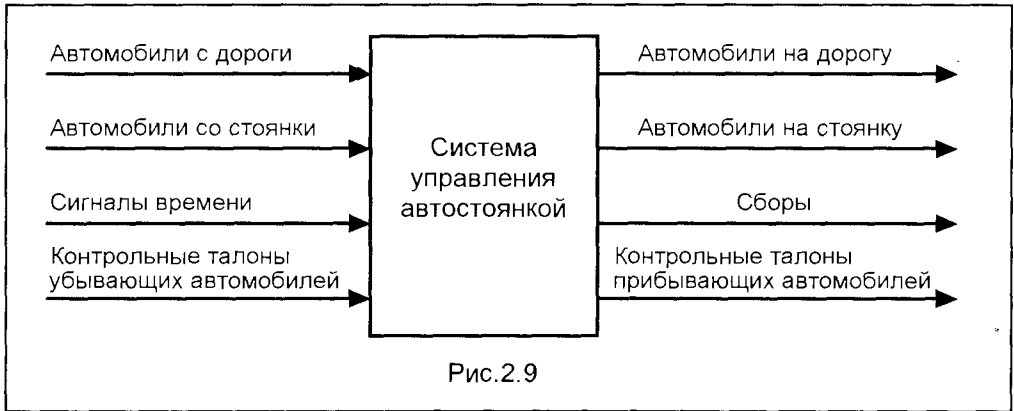 Автомобили с дороги
Автомобили со стоянки
Сигналы времени
Контрольные талоны
убывающих автомобилей
Система
управления
автостоянкой
Автомобили на дорогу
Автомобили на стоянку
Сборы
Контрольные талоны
прибывающих автомобилей
Рис.2.9